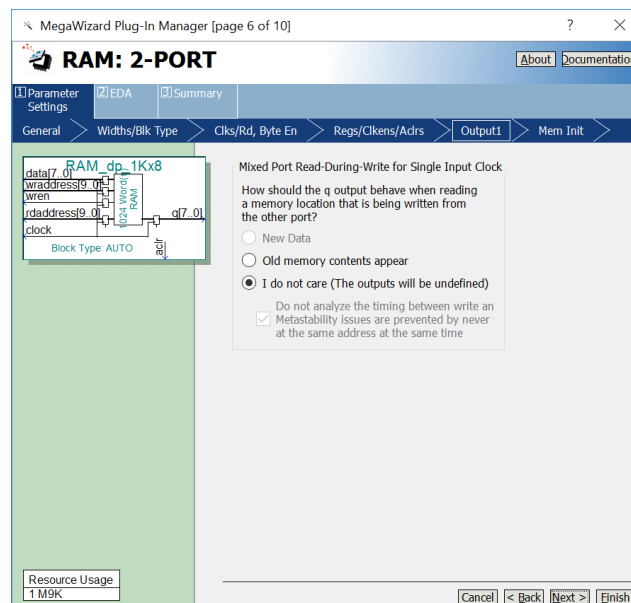 MegaWizard Plug-In Manager [page 6 of 10]
? ×
RAM: 2-PORT
About Documentatio
1 Parameter Settings
2 EDA
3 Summary
General
Widths/Blk Type
Clks/Rd, Byte En
Regs/Clkens/Aclrs
Output1
Mem Init
RAM_dp_1Kx8
data[7..0]
wraddress[9..0]
wren
rdaddress[9..0]
clock
1024 Word(s)
RAM
q[7..0]
Block Type: AUTO
aclr
Mixed Port Read-During-Write for Single Input Clock
How should the q output behave when reading
a memory location that is being written from
the other port?
New Data
Old memory contents appear
I do not care (The outputs will be undefined)
Do not analyze the timing between write an
Metastability issues are prevented by never
at the same address at the same time
Resource Usage
1 M9K
Cancel < Back Next > Finish